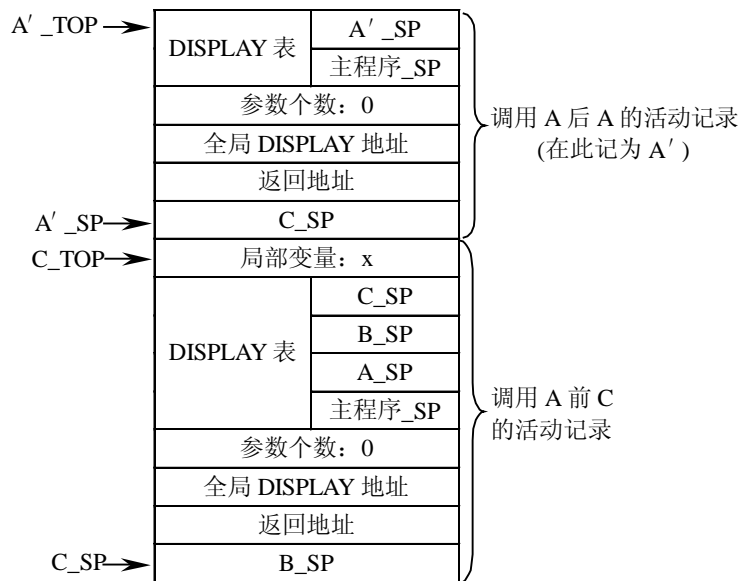 A′_TOP
DISPLAY 表
A′_SP
主程序_SP
参数个数：0
全局 DISPLAY 地址
返回地址
A′_SP
C_SP
调用 A 后 A 的活动记录
(在此记为 A′)
C_TOP
局部变量：x
DISPLAY 表
C_SP
B_SP
A_SP
主程序_SP
参数个数：0
全局 DISPLAY 地址
返回地址
C_SP
B_SP
调用 A 前 C
的活动记录